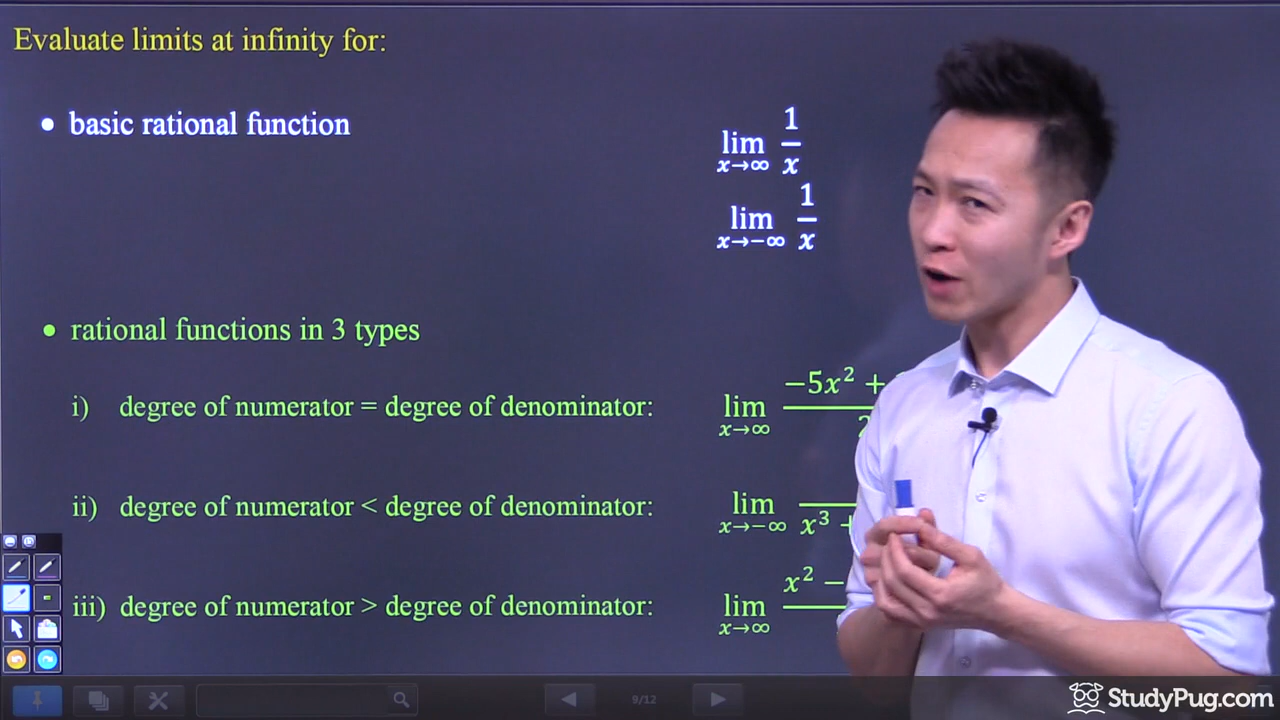 Evaluate limits at infinity for:
• basic rational function
lim x→∞ 1/x
lim x→−∞ 1/x
• rational functions in 3 types
i) degree of numerator = degree of denominator: lim x→∞ −5x² +
ii) degree of numerator < degree of denominator: lim x→−∞ x³ +
iii) degree of numerator > degree of denominator: lim x→∞ x² −
9/12
StudyPug.com